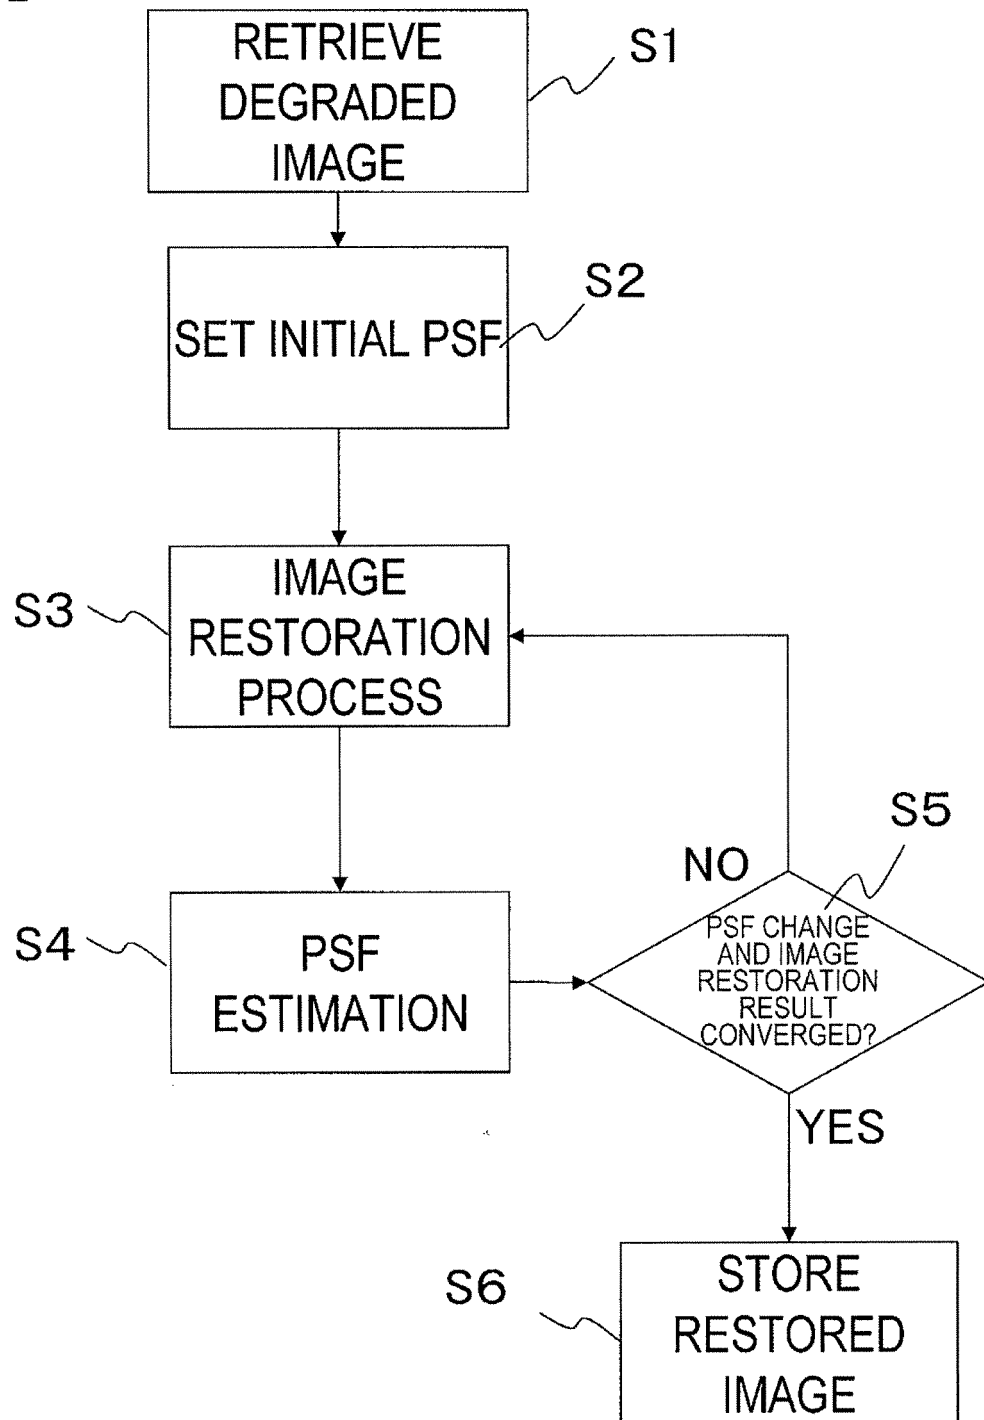 RETRIEVE
DEGRADED
IMAGE
S1
SET INITIAL PSF
S2
IMAGE
RESTORATION
PROCESS
S3
PSF
ESTIMATION
S4
NO
S5
PSF CHANGE
AND IMAGE
RESTORATION
RESULT
CONVERGED?
YES
STORE
RESTORED
IMAGE
S6